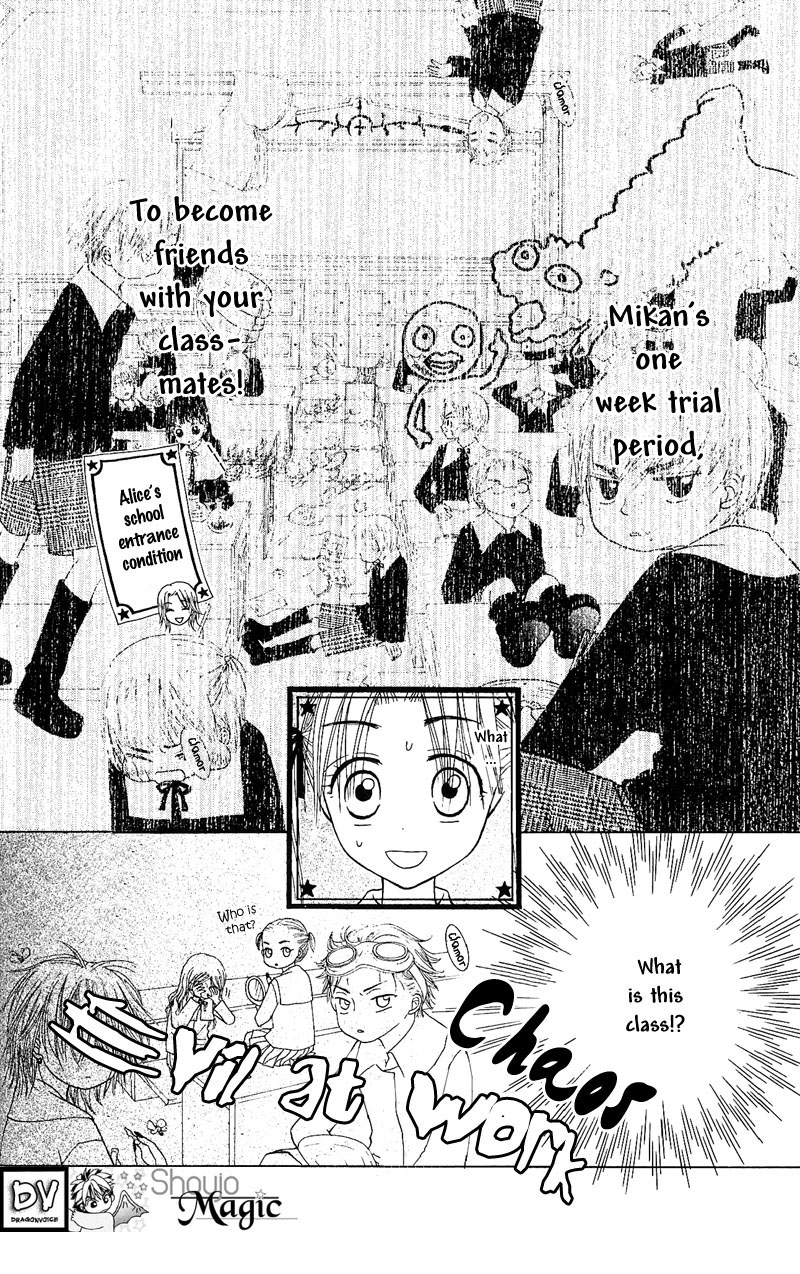 clamor
Mikan's
one
week trial
period,
To become
friends
with your
class-
mates!
Alice's
school
entrance
condition
clamor
What
...
Who is
that?
clamor
What
is this
class!?
Chaos
Evil at work
DV
DRAGONVOICE
Shoujo
Magic